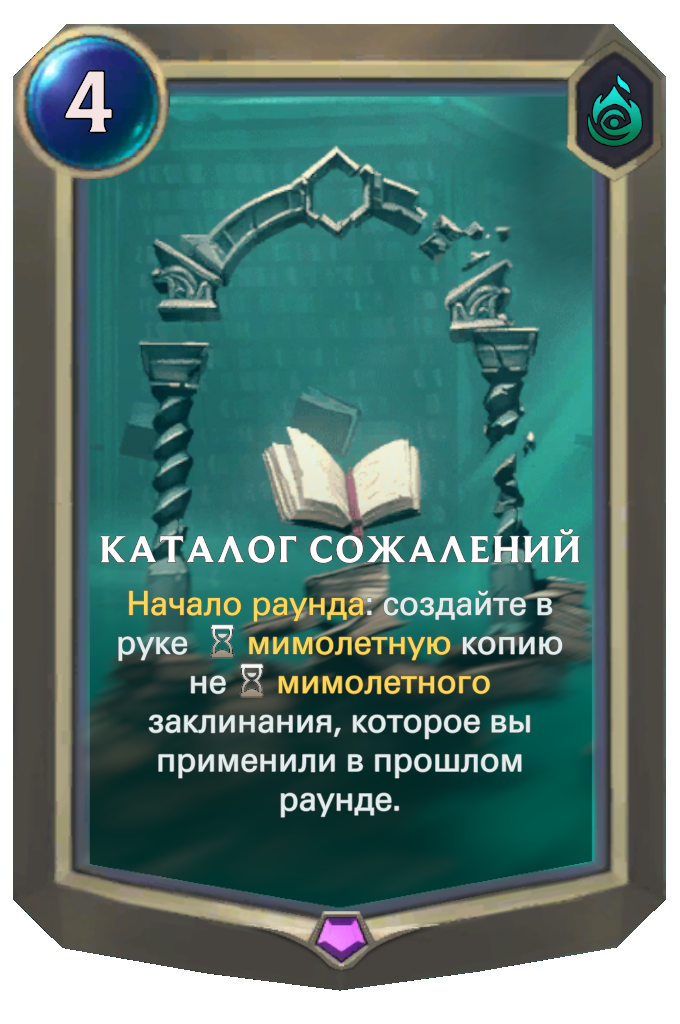 4
КАТАЛОГ СОЖАЛЕНИЙ
Начало раунда: создайте в
руке мимолетную копию
не мимолетного
заклинания, которое вы
применили в прошлом
раунде.